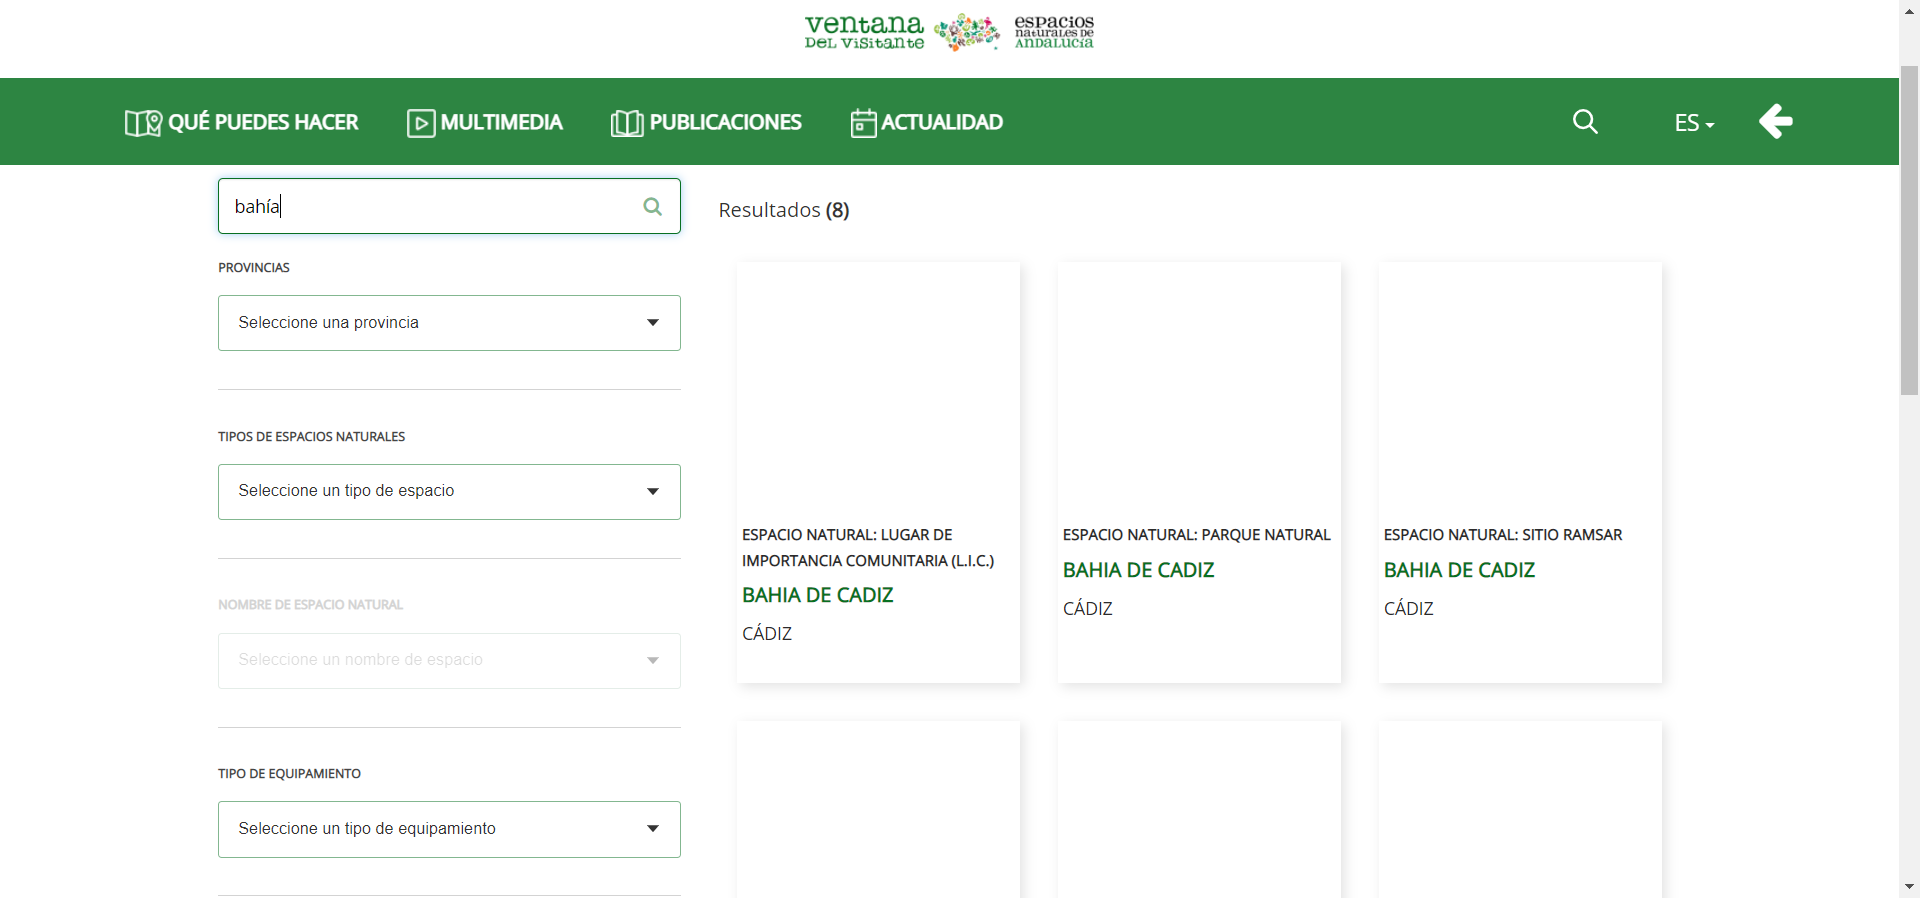 ventana
DEL VISITANTE
espacios
naturales de
ANDALUCÍA
QUÉ PUEDES HACER
MULTIMEDIA
PUBLICACIONES
ACTUALIDAD
ES
bahía
Resultados (8)
PROVINCIAS
Seleccione una provincia
TIPOS DE ESPACIOS NATURALES
Seleccione un tipo de espacio
NOMBRE DE ESPACIO NATURAL
Seleccione un nombre de espacio
TIPO DE EQUIPAMIENTO
Seleccione un tipo de equipamiento
ESPACIO NATURAL: LUGAR DE
IMPORTANCIA COMUNITARIA (L.I.C.)
BAHIA DE CADIZ
CÁDIZ
ESPACIO NATURAL: PARQUE NATURAL
BAHIA DE CADIZ
CÁDIZ
ESPACIO NATURAL: SITIO RAMSAR
BAHIA DE CADIZ
CÁDIZ